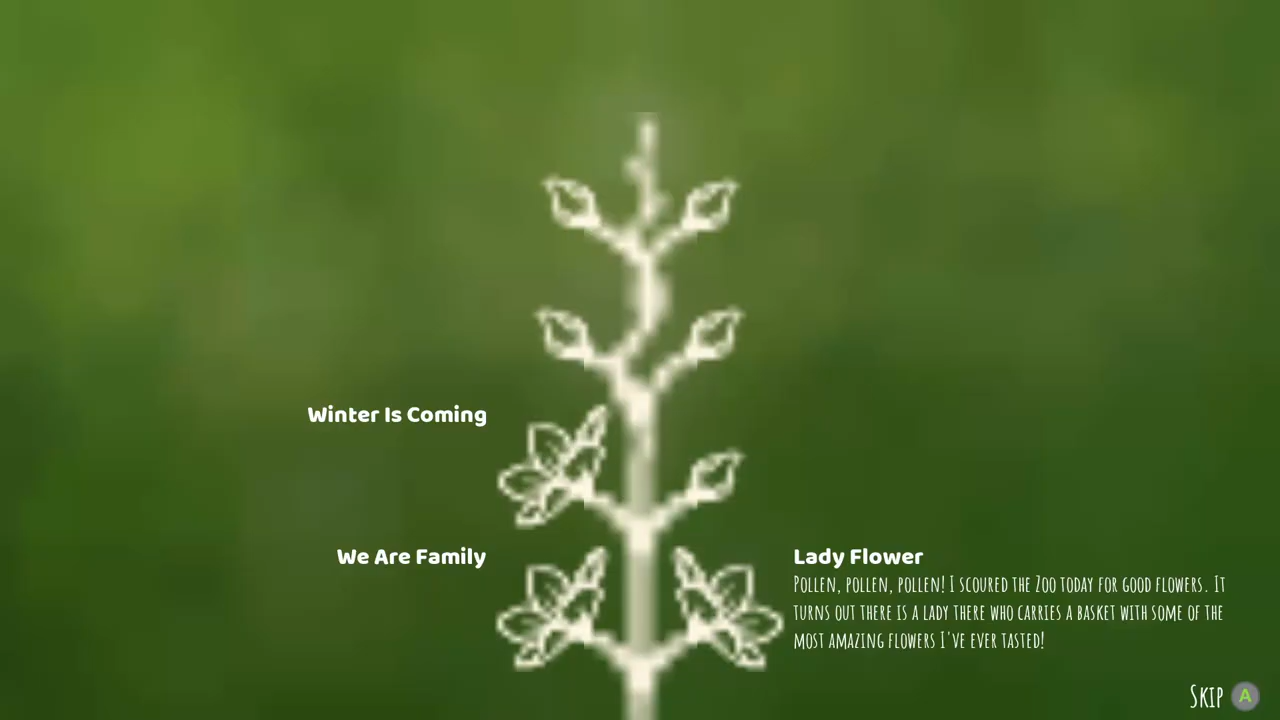 Winter Is Coming
We Are Family
Lady Flower
Pollen, pollen, pollen! I scoured the Zoo today for good flowers. It
turns out there is a lady there who carries a basket with some of the
most amazing flowers I've ever tasted!
Skip A